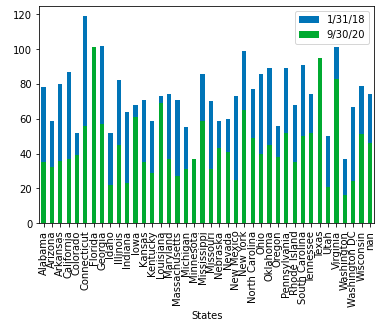 120
100
80
60
40
20
0
1/31/18
9/30/20
Alabama
Arizona
Arkansas
California
Colorado
Connecticut
Florida
Georgia
Idaho
Illinois
Indiana
Iowa
Kansas
Kentucky
Louisiana
Maryland
Massachusetts
Michigan
Minnesota
Mississippi
Missouri
Nebraska
Nevada
New Mexico
New York
North Carolina
Ohio
Oklahoma
Oregon
Pennsylvania
Rhode Island
South Carolina
Tennessee
Texas
Utah
Virginia
Washington
Washington DC
Wisconsin
nan
States